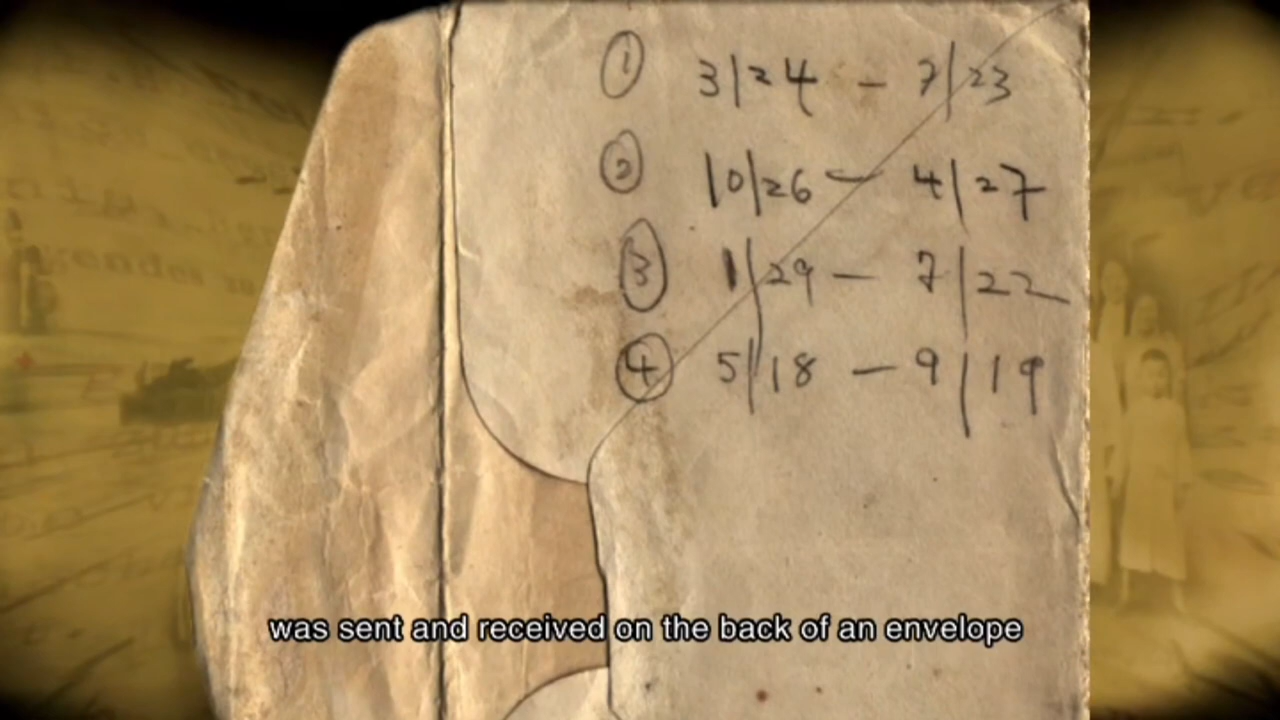 ① 3/24 - 7/23
② 10/26 - 4/27
③ 1/29 - 7/22
④ 5/18 - 9/19
was sent and received on the back of an envelope